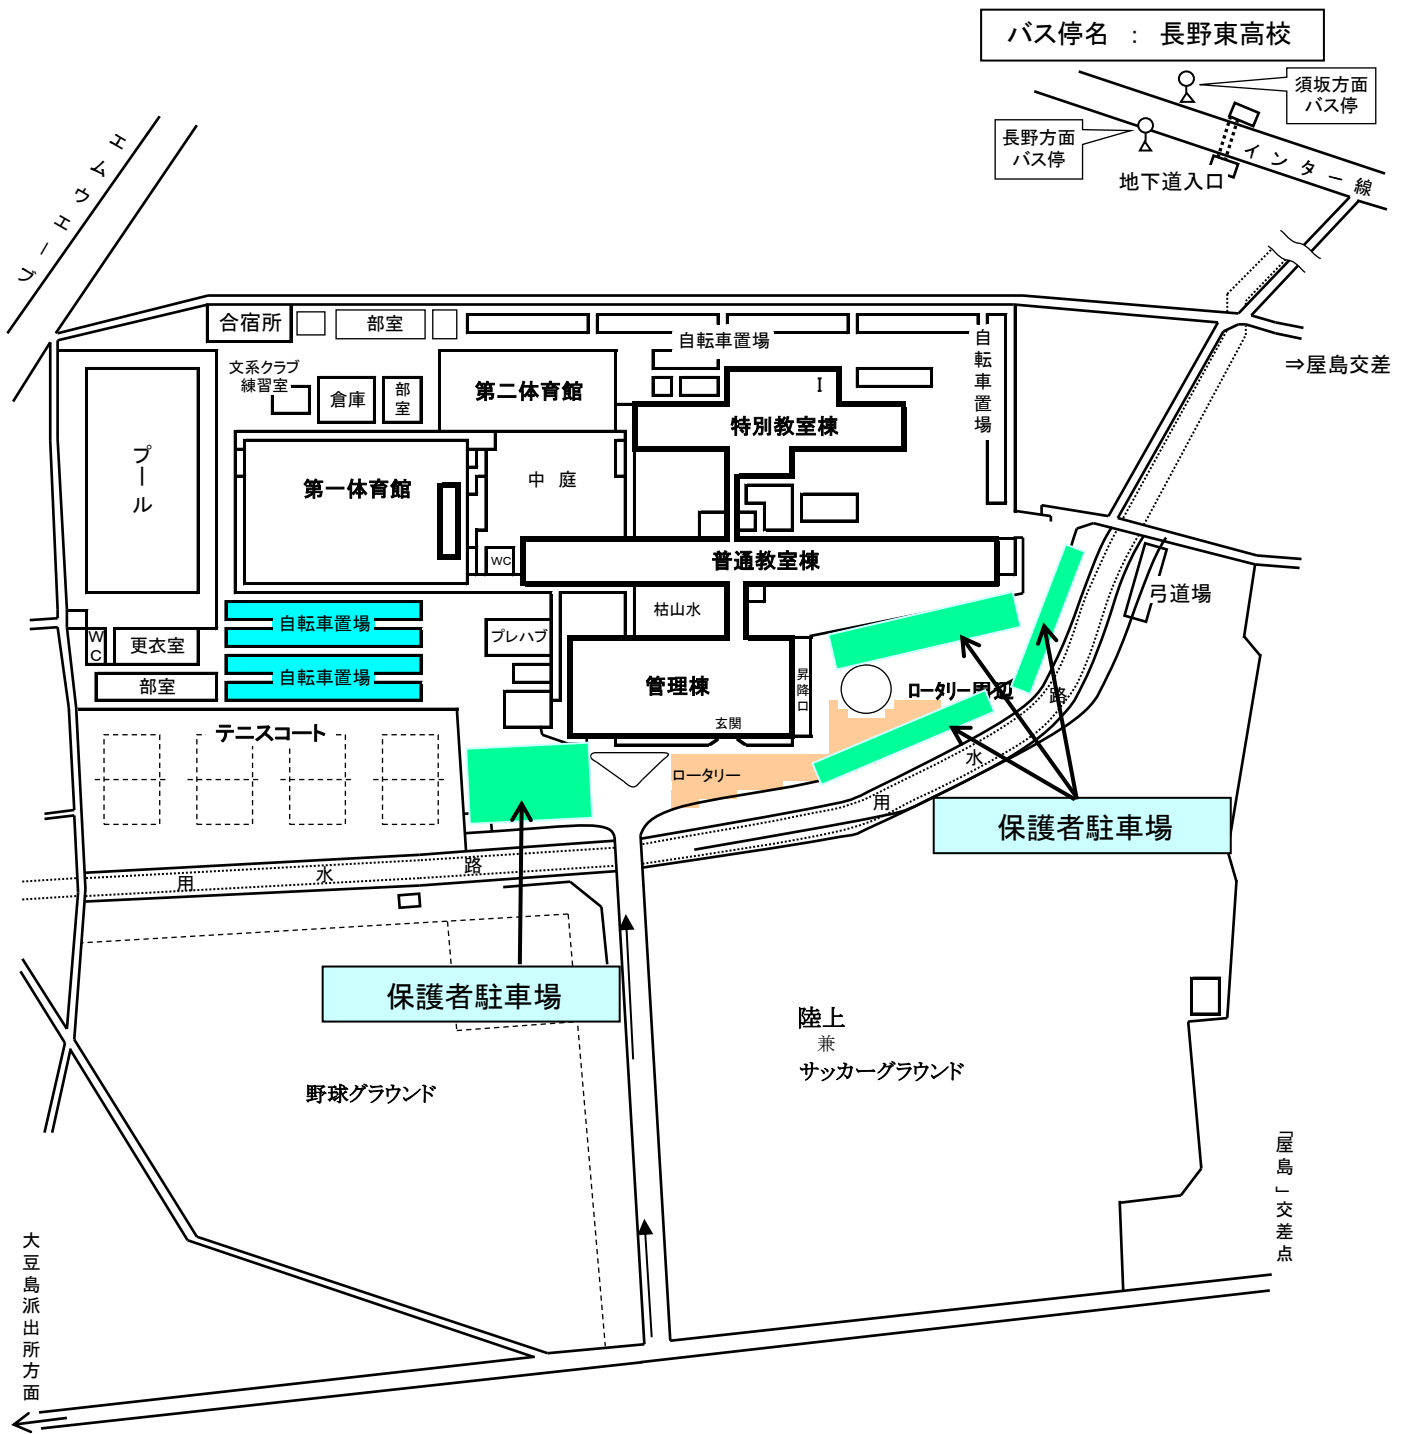 バス停名 : 長野東高校
須坂方面
バス停
長野方面
バス停
インター線
地下道入口
エムウェーブ
⇒屋島交差
合宿所
部室
自転車置場
自転車置場
文系クラブ
練習室
倉庫
部室
第二体育館
I
特別教室棟
プール
第一体育館
中 庭
WC
普通教室棟
弓道場
自転車置場
枯山水
WC
更衣室
プレハブ
自転車置場
部室
管理棟
昇降口
ロータリー周辺
玄関
テニスコート
ロータリー
用水路
保護者駐車場
用水路
保護者駐車場
陸上
兼
サッカーグラウンド
野球グラウンド
「屋島」交差点
大豆島派出所方面